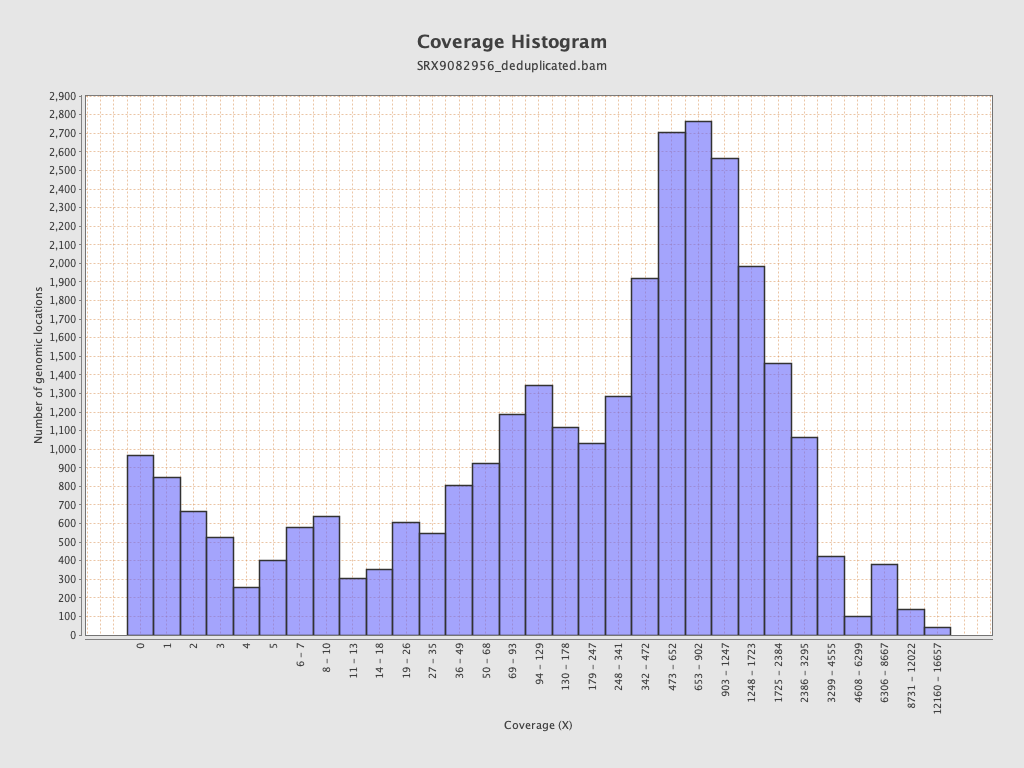 Coverage Histogram
SRX9082956_deduplicated.bam
2,900
2,800
2,700
2,600
2,500
2,400
2,300
2,200
2,100
2,000
1,900
1,800
1,700
1,600
1,500
1,400
1,300
1,200
1,100
1,000
900
800
700
600
500
400
300
200
100
0
Number of genomic locations
0
1
2
3
4
5
6 - 7
8 - 10
11 - 13
14 - 18
19 - 26
27 - 35
36 - 49
50 - 68
69 - 93
94 - 129
130 - 178
179 - 247
248 - 341
342 - 472
473 - 652
653 - 902
903 - 1247
1248 - 1723
1725 - 2384
2386 - 3295
3299 - 4555
4608 - 6299
6306 - 8667
8731 - 12022
12160 - 16657
Coverage (X)